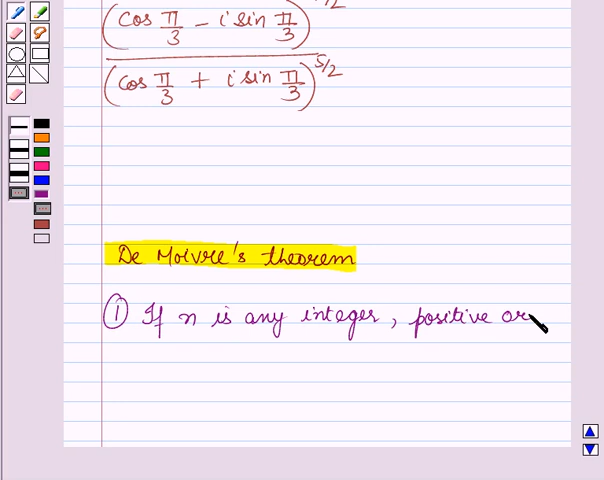 (cos π/3 - i sin π/3)
(cos π/3 + i sin π/3)^5/2
De Moivre's theorem
① If n is any integer, positive or